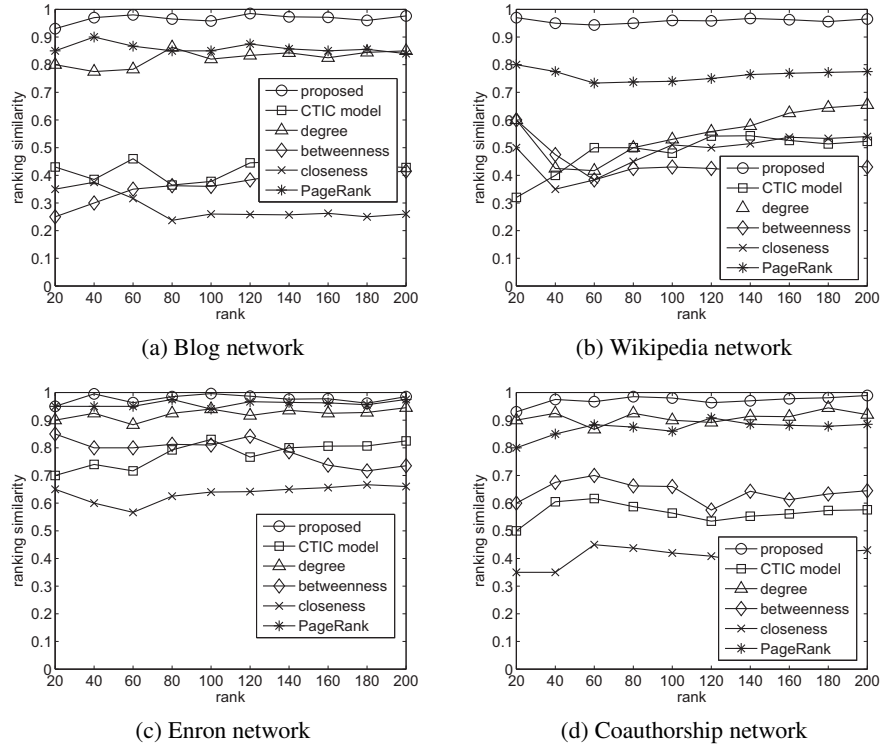 1
0.9
0.8
0.7
0.6
0.5
0.4
0.3
0.2
0.1
0
ranking similarity
proposed
CTIC model
degree
betweenness
closeness
PageRank
20 40 60 80 100 120 140 160 180 200
rank
(a) Blog network
1
0.9
0.8
0.7
0.6
0.5
0.4
0.3
0.2
0.1
0
ranking similarity
proposed
CTIC model
degree
betweenness
closeness
PageRank
20 40 60 80 100 120 140 160 180 200
rank
(b) Wikipedia network
1
0.9
0.8
0.7
0.6
0.5
0.4
0.3
0.2
0.1
0
ranking similarity
proposed
CTIC model
degree
betweenness
closeness
PageRank
20 40 60 80 100 120 140 160 180 200
rank
(c) Enron network
1
0.9
0.8
0.7
0.6
0.5
0.4
0.3
0.2
0.1
0
ranking similarity
proposed
CTIC model
degree
betweenness
closeness
PageRank
20 40 60 80 100 120 140 160 180 200
rank
(d) Coauthorship network